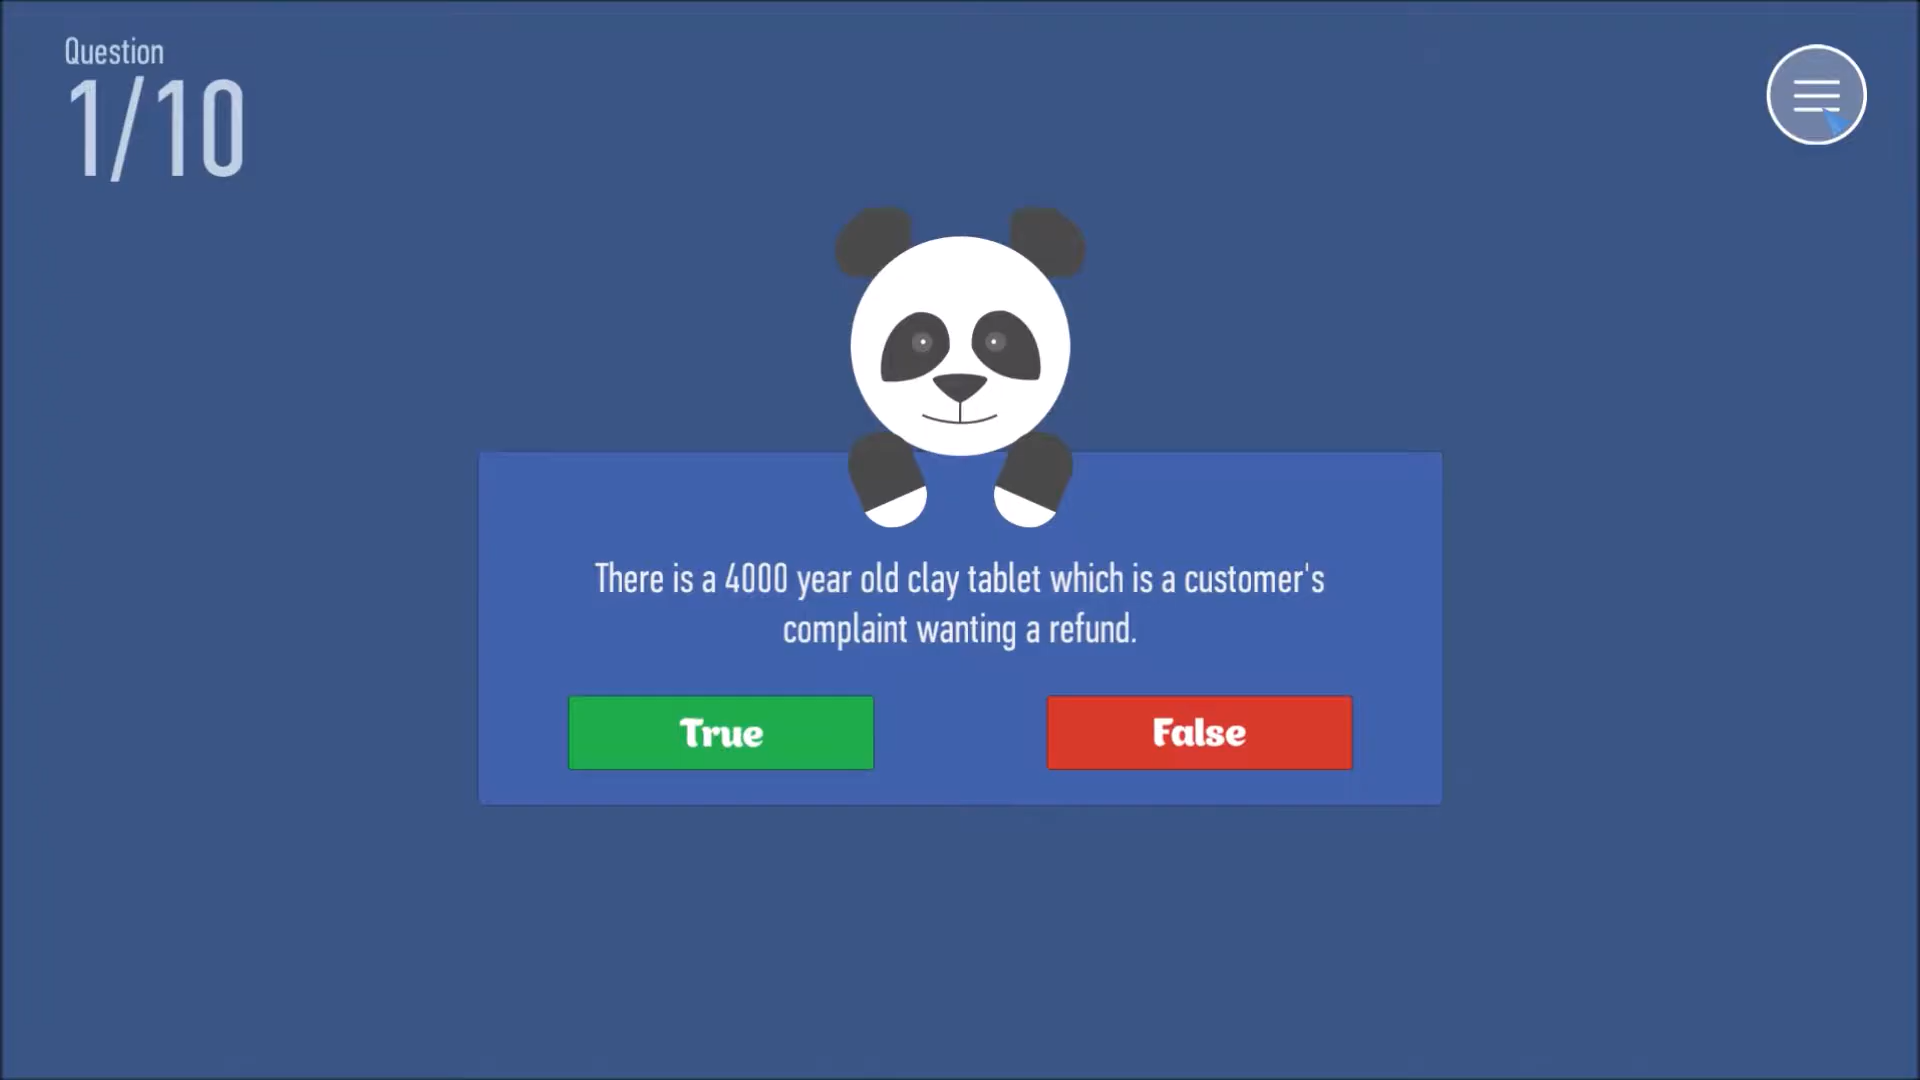 Question
1/10
There is a 4000 year old clay tablet which is a customer's
complaint wanting a refund.
True
False